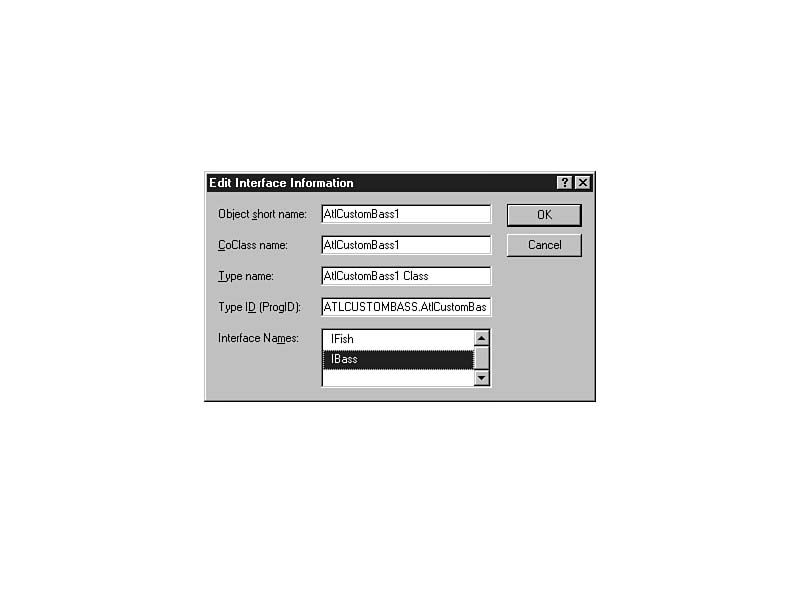 Edit Interface Information
Object short name: AtlCustomBass1 OK
CoClass name: AtlCustomBass1 Cancel
Type name: AtlCustomBass1 Class
Type ID (ProgID): ATLCUSTOMBASS.AtlCustomBas
Interface Names: IFish
IBass